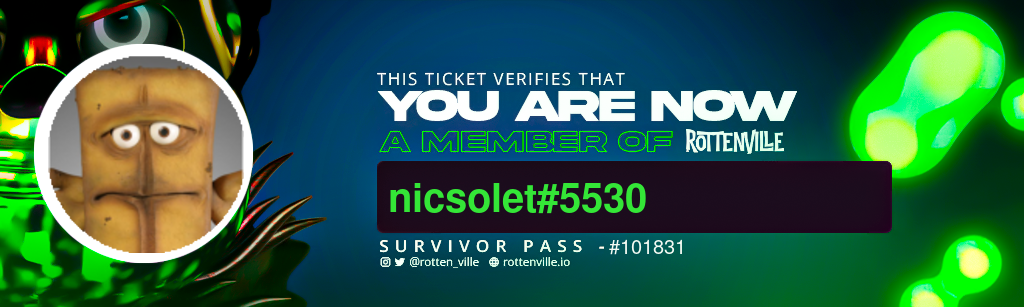 THIS TICKET VERIFIES THAT
YOU ARE NOW
A MEMBER OF ROTTENVILLE
nicsolet#5530
SURVIVOR PASS - #101831
@rotten_ville rottenville.io